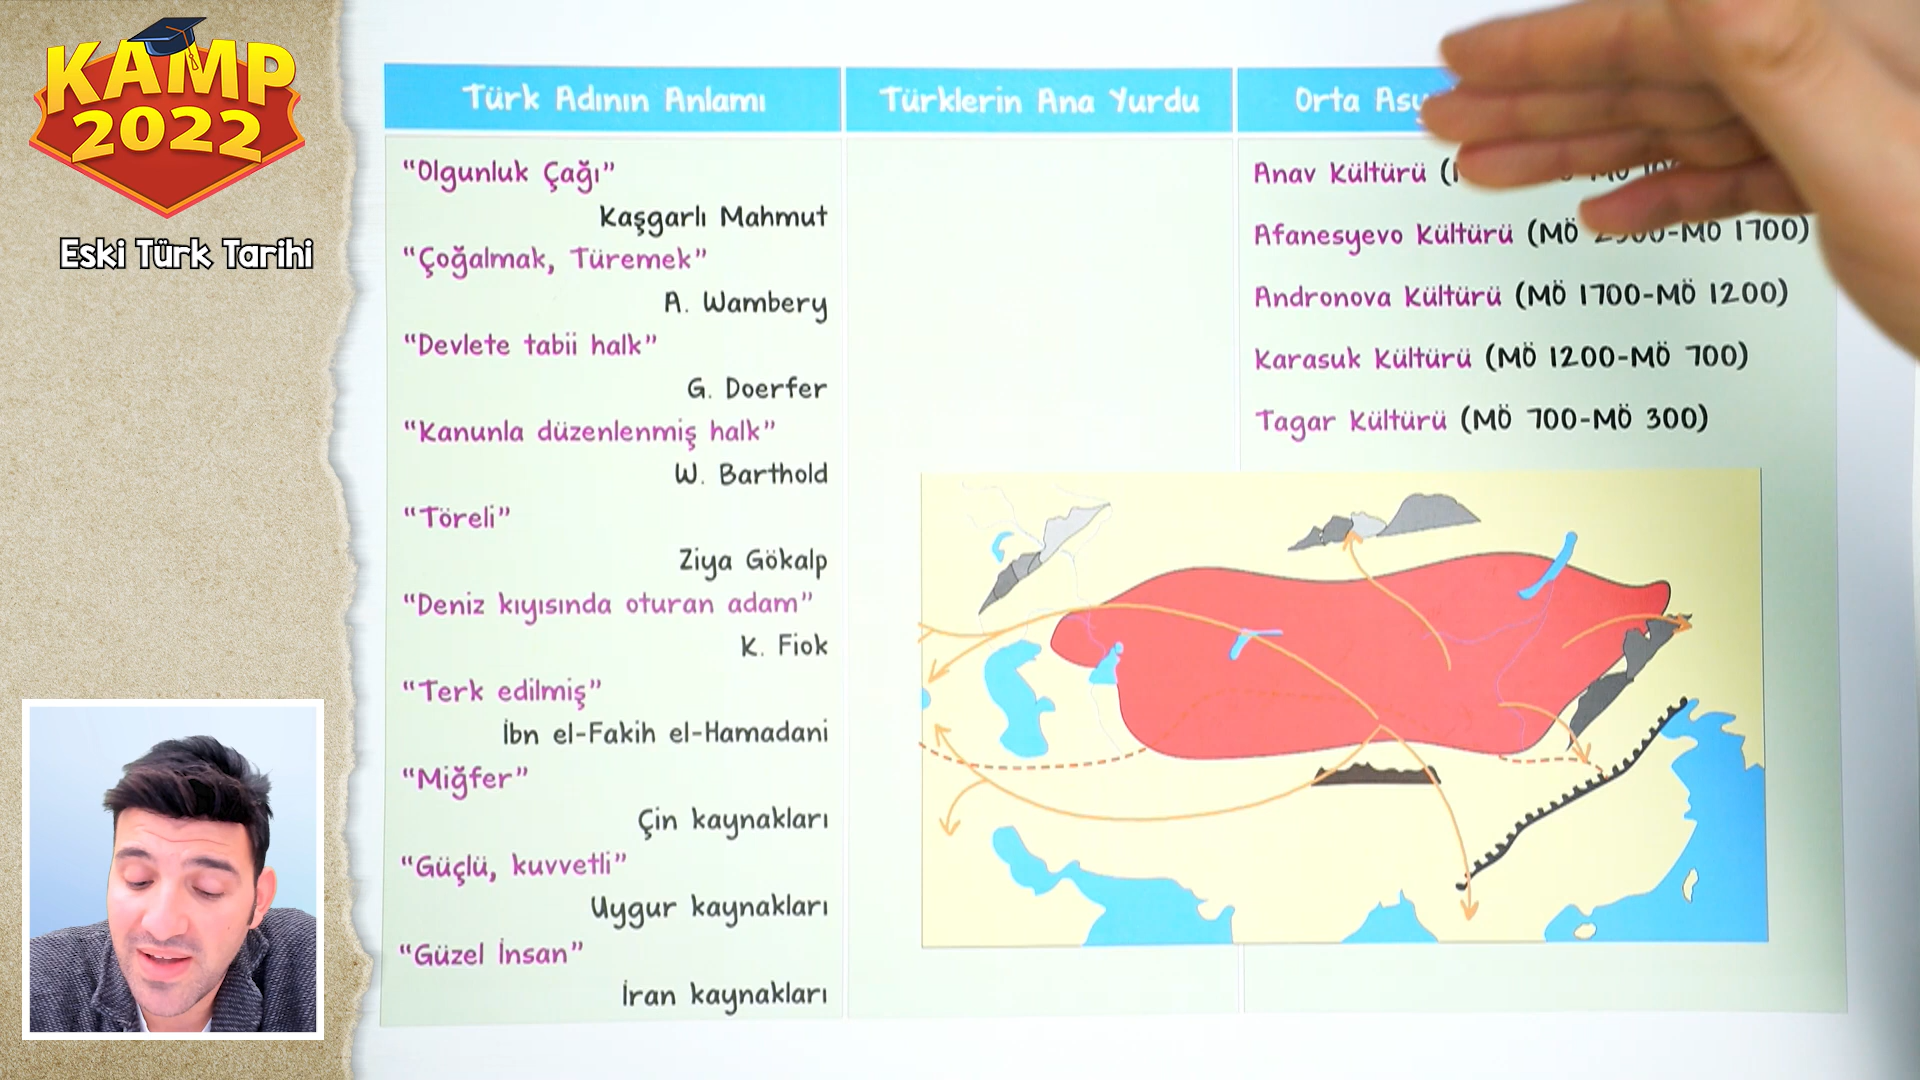 KAMP
2022
Eski Türk Tarihi
Türk Adının Anlamı
"Olgunluk Çağı"
Kaşgarlı Mahmut
"Çoğalmak, Türemek"
A. Wambery
"Devlete tabii halk"
G. Doerfer
"Kanunla düzenlenmiş halk"
W. Barthold
"Töreli"
Ziya Gökalp
"Deniz kıyısında oturan adam"
K. Fiok
"Terk edilmiş"
İbn el-Fakih el-Hamadani
"Miğfer"
Çin kaynakları
"Güçlü, kuvvetli"
Uygur kaynakları
"Güzel İnsan"
İran kaynakları
Türklerin Ana Yurdu
Orta
Anav Kültürü
Afanesyevo Kültürü (MÖ MÖ 1700)
Andronova Kültürü (MÖ 1700-MÖ 1200)
Karasuk Kültürü (MÖ 1200-MÖ 700)
Tagar Kültürü (MÖ 700-MÖ 300)